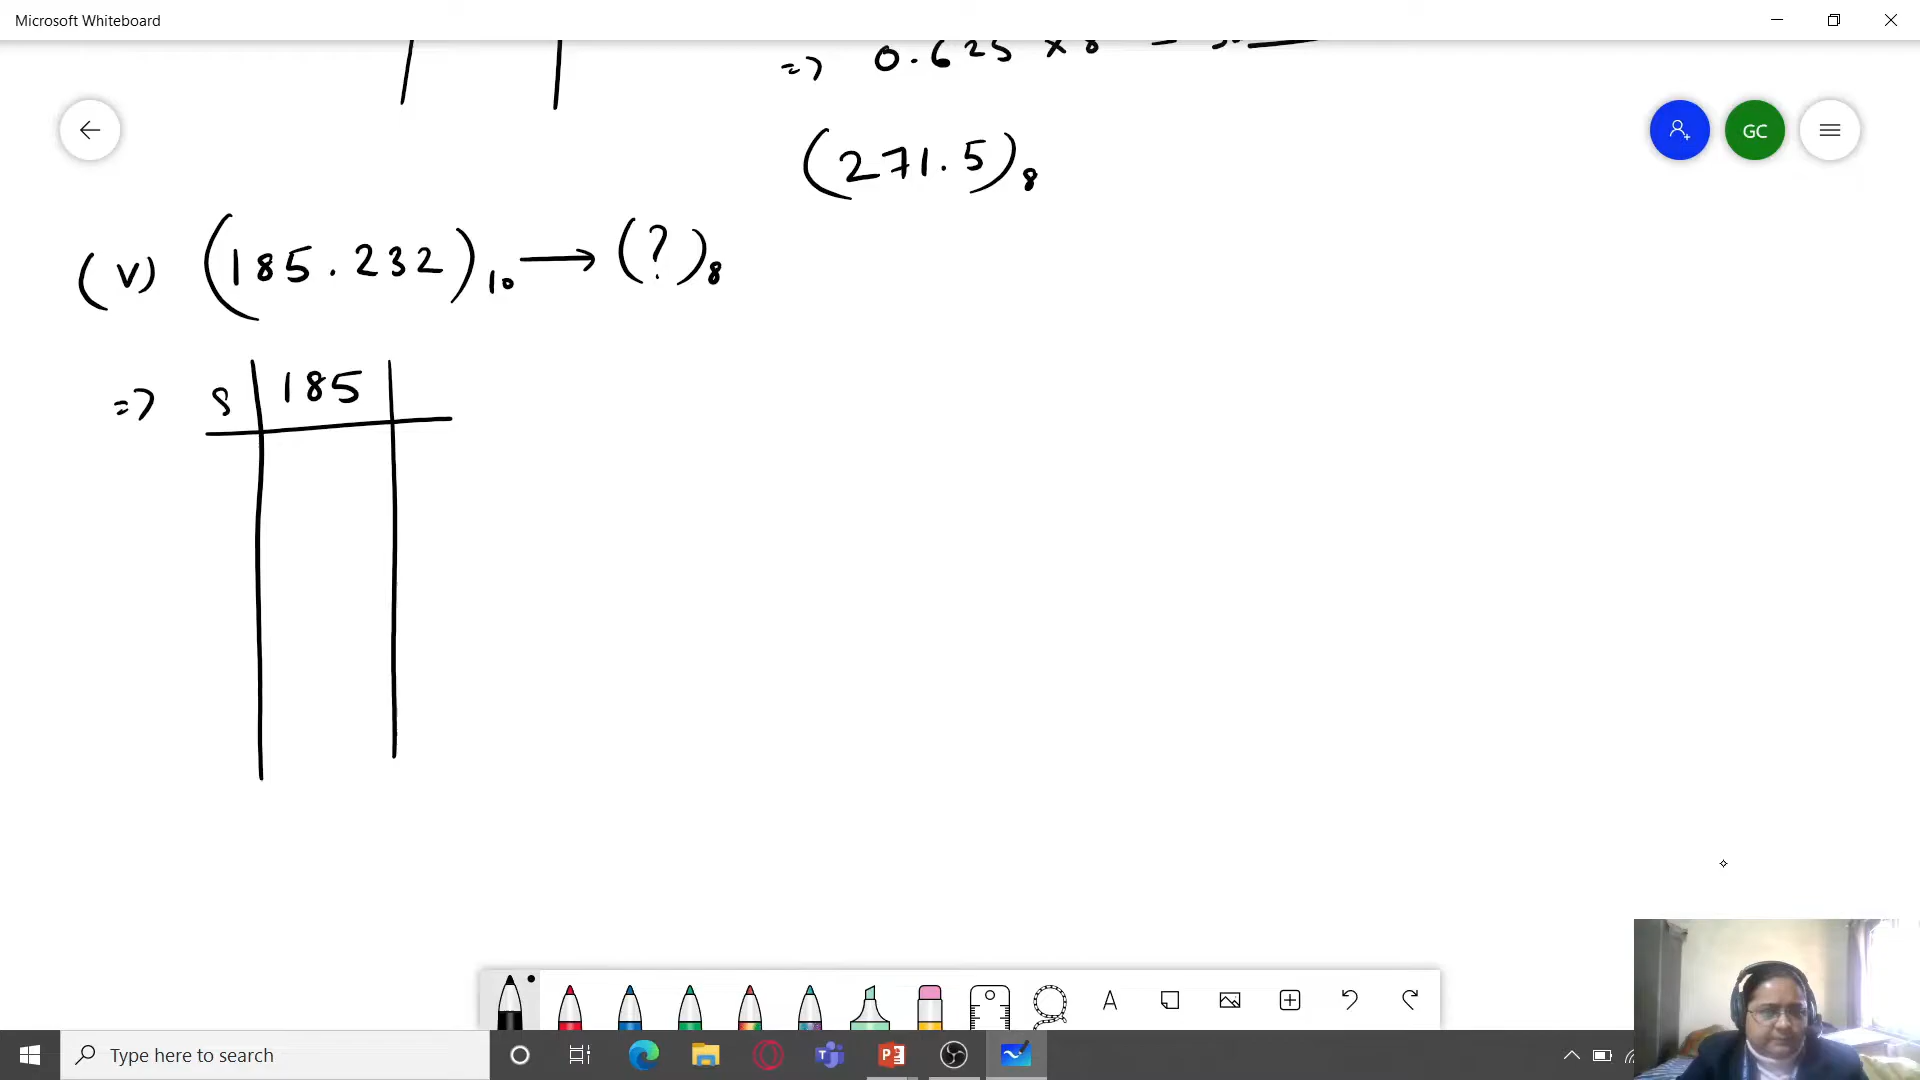 Microsoft Whiteboard
=> 0.625 x 8 =
(271.5)8
GC
(v) (185.232)10 → (?)8
=> 8 | 185
Type here to search